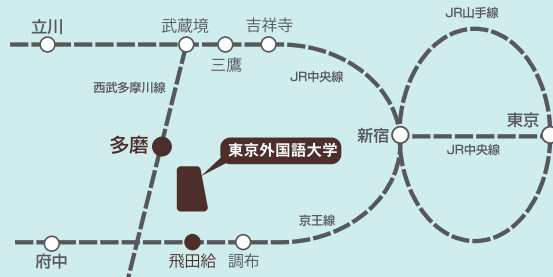 JR山手線
立川
武蔵境
吉祥寺
三鷹
JR中央線
西武多摩川線
東京
新宿
JR中央線
多磨
東京外国語大学
京王線
府中
飛田給
調布